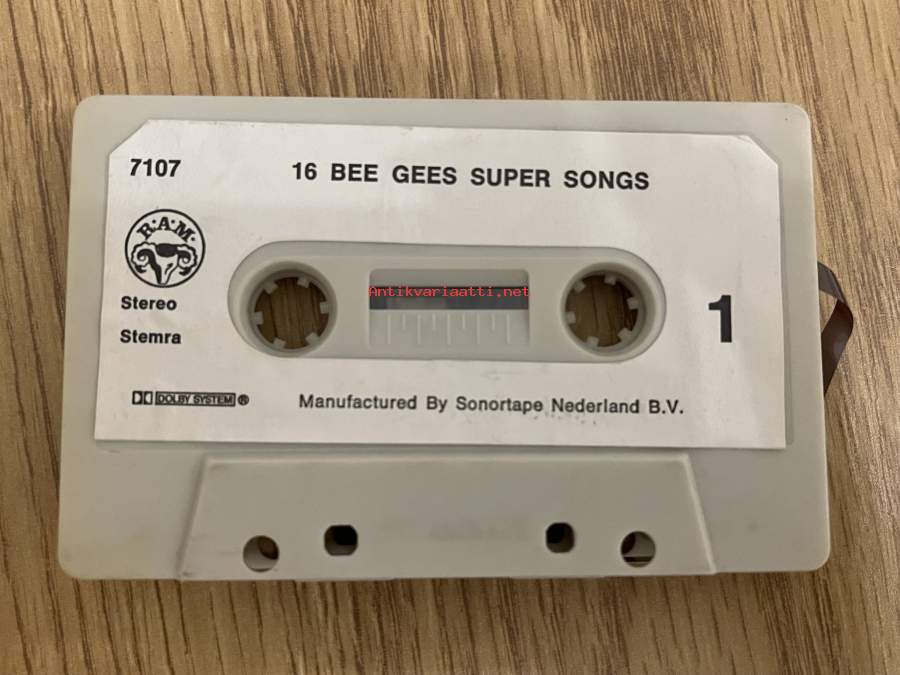 7107
16 BEE GEES SUPER SONGS
R·A·M·
Antikvariaatti.net
Stereo
1
Stemra
DOLBY SYSTEM ®
Manufactured By Sonortape Nederland B.V.